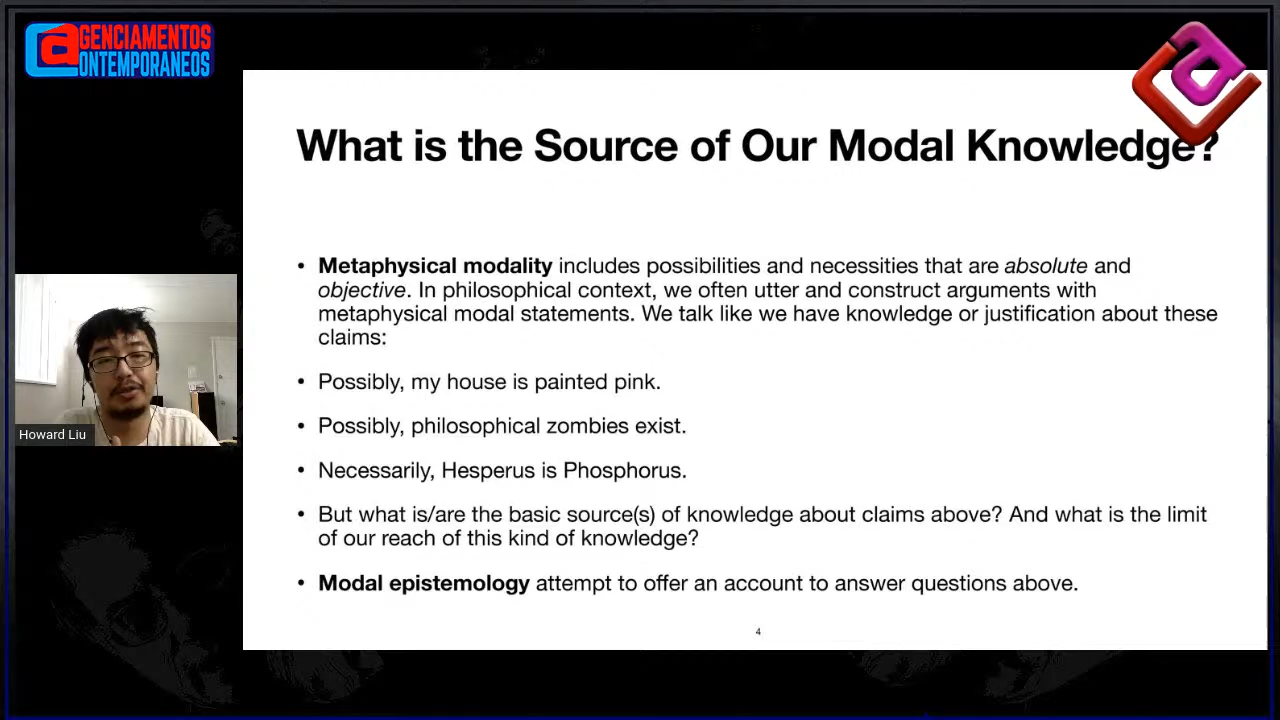 AGENCIAMENTOS
CONTEMPORANEOS
What is the Source of Our Modal Knowledge?
• Metaphysical modality includes possibilities and necessities that are absolute and
objective. In philosophical context, we often utter and construct arguments with
metaphysical modal statements. We talk like we have knowledge or justification about these
claims:
• Possibly, my house is painted pink.
• Possibly, philosophical zombies exist.
• Necessarily, Hesperus is Phosphorus.
• But what is/are the basic source(s) of knowledge about claims above? And what is the limit
of our reach of this kind of knowledge?
• Modal epistemology attempt to offer an account to answer questions above.
4
Howard Liu